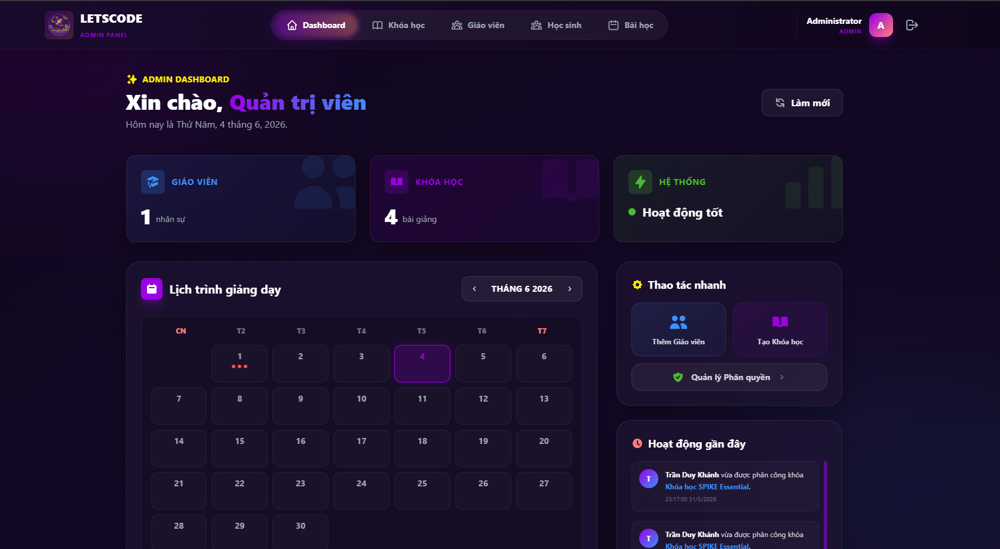 LETSCODE
ADMIN PANEL
Dashboard
Khóa học
Giáo viên
Học sinh
Bài học
Administrator
ADMIN
A
ADMIN DASHBOARD
Xin chào, Quản trị viên
Hôm nay là Thứ Năm, 4 tháng 6, 2026.
Làm mới
GIÁO VIÊN
1 nhân sự
KHÓA HỌC
4 bài giảng
HỆ THỐNG
Hoạt động tốt
Lịch trình giảng dạy
THÁNG 6 2026
CN T2 T3 T4 T5 T6 T7
1 2 3 4 5 6
7 8 9 10 11 12 13
14 15 16 17 18 19 20
21 22 23 24 25 26 27
28 29 30
Thao tác nhanh
Thêm Giáo viên
Tạo Khóa học
Quản lý Phân quyền
Hoạt động gần đây
T
Trần Duy Khánh vừa được phân công khóa
Khóa học SPIKE Essential.
23:17:00 31/5/2026
T
Trần Duy Khánh vừa được phân công khóa
Khóa học SPIKE Essential.